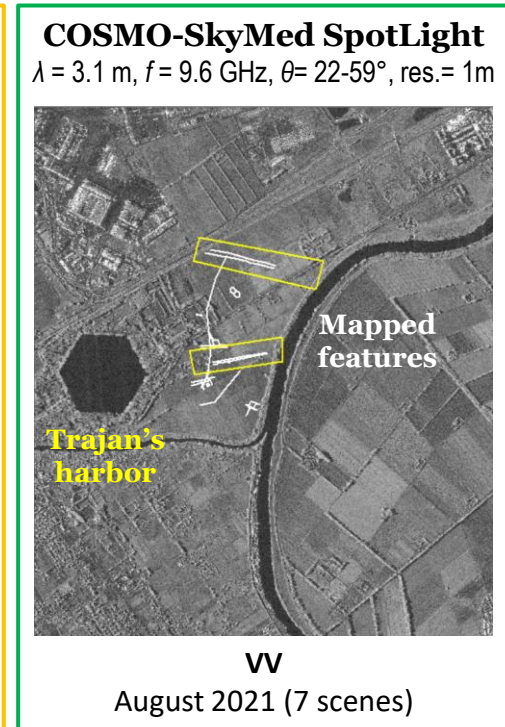 COSMO-SkyMed SpotLight
λ = 3.1 m, f = 9.6 GHz, θ= 22-59°, res.= 1m
Mapped
features
Trajan's
harbor
VV
August 2021 (7 scenes)